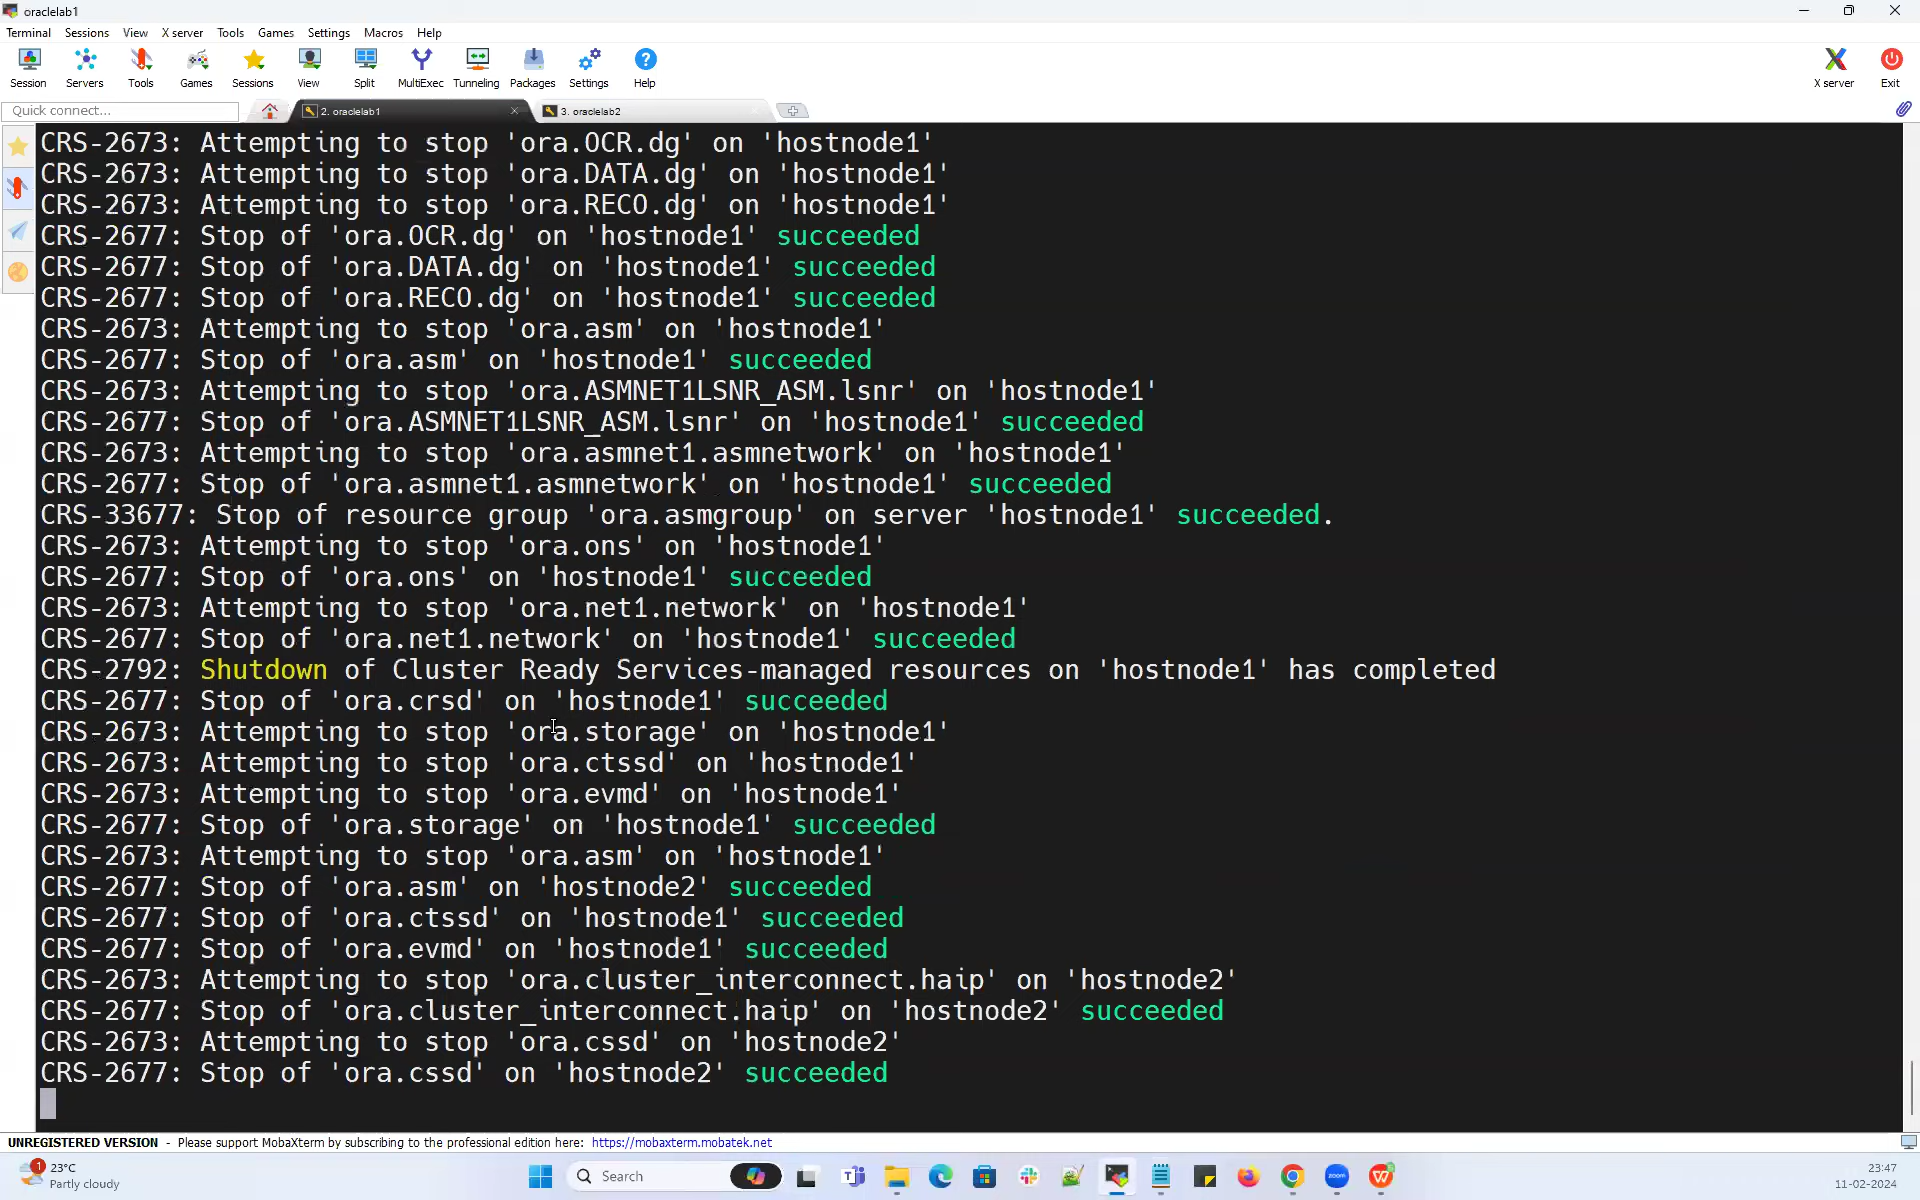 oraclelab1
Terminal Sessions View X server Tools Games Settings Macros Help
Session Servers Tools Games Sessions View Split MultiExec Tunneling Packages Settings Help X server Exit
Quick connect... 2. oraclelab1 3. oraclelab2
CRS-2673: Attempting to stop 'ora.OCR.dg' on 'hostnode1'
CRS-2673: Attempting to stop 'ora.DATA.dg' on 'hostnode1'
CRS-2673: Attempting to stop 'ora.RECO.dg' on 'hostnode1'
CRS-2677: Stop of 'ora.OCR.dg' on 'hostnode1' succeeded
CRS-2677: Stop of 'ora.DATA.dg' on 'hostnode1' succeeded
CRS-2677: Stop of 'ora.RECO.dg' on 'hostnode1' succeeded
CRS-2673: Attempting to stop 'ora.asm' on 'hostnode1'
CRS-2677: Stop of 'ora.asm' on 'hostnode1' succeeded
CRS-2673: Attempting to stop 'ora.ASMNET1LSNR_ASM.lsnr' on 'hostnode1'
CRS-2677: Stop of 'ora.ASMNET1LSNR_ASM.lsnr' on 'hostnode1' succeeded
CRS-2673: Attempting to stop 'ora.asmnet1.asmnetwork' on 'hostnode1'
CRS-2677: Stop of 'ora.asmnet1.asmnetwork' on 'hostnode1' succeeded
CRS-33677: Stop of resource group 'ora.asmgroup' on server 'hostnode1' succeeded.
CRS-2673: Attempting to stop 'ora.ons' on 'hostnode1'
CRS-2677: Stop of 'ora.ons' on 'hostnode1' succeeded
CRS-2673: Attempting to stop 'ora.net1.network' on 'hostnode1'
CRS-2677: Stop of 'ora.net1.network' on 'hostnode1' succeeded
CRS-2792: Shutdown of Cluster Ready Services-managed resources on 'hostnode1' has completed
CRS-2677: Stop of 'ora.crsd' on 'hostnode1' succeeded
CRS-2673: Attempting to stop 'ora.storage' on 'hostnode1'
CRS-2673: Attempting to stop 'ora.ctssd' on 'hostnode1'
CRS-2673: Attempting to stop 'ora.evmd' on 'hostnode1'
CRS-2677: Stop of 'ora.storage' on 'hostnode1' succeeded
CRS-2673: Attempting to stop 'ora.asm' on 'hostnode1'
CRS-2677: Stop of 'ora.asm' on 'hostnode2' succeeded
CRS-2677: Stop of 'ora.ctssd' on 'hostnode1' succeeded
CRS-2677: Stop of 'ora.evmd' on 'hostnode1' succeeded
CRS-2673: Attempting to stop 'ora.cluster_interconnect.haip' on 'hostnode2'
CRS-2677: Stop of 'ora.cluster_interconnect.haip' on 'hostnode2' succeeded
CRS-2673: Attempting to stop 'ora.cssd' on 'hostnode2'
CRS-2677: Stop of 'ora.cssd' on 'hostnode2' succeeded
UNREGISTERED VERSION - Please support MobaXterm by subscribing to the professional edition here: https://mobaxterm.mobatek.net
1 23°C
Partly cloudy
Search
zoom
23:47
11-02-2024